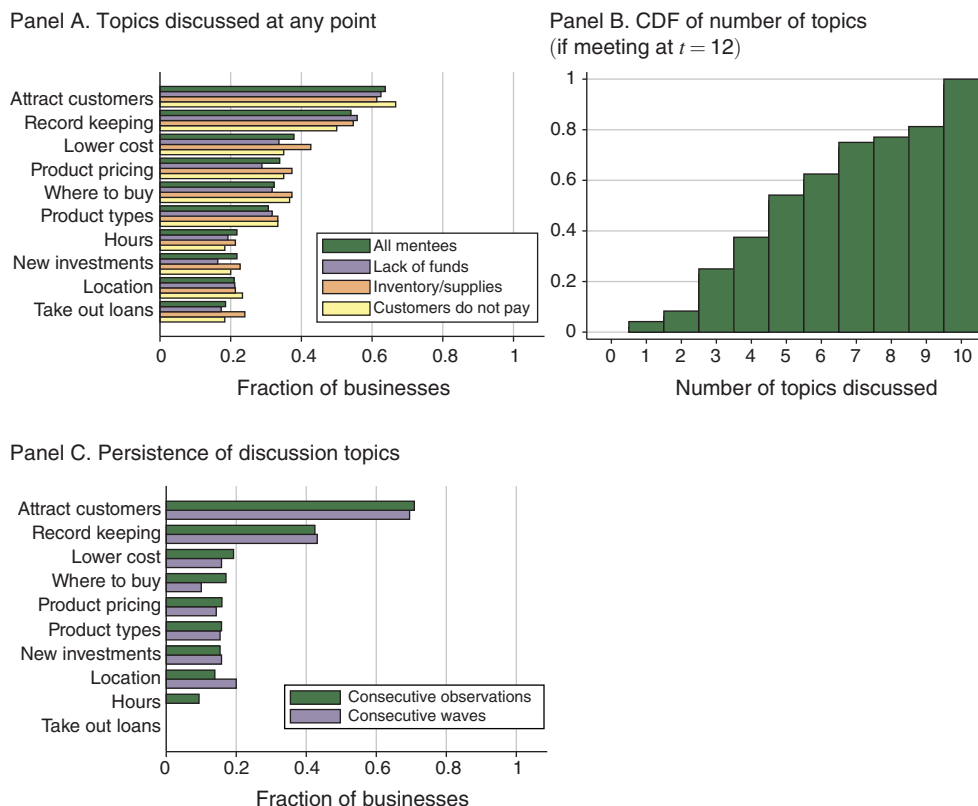 Panel A. Topics discussed at any point
Attract customers
Record keeping
Lower cost
Product pricing
Where to buy
Product types
Hours
New investments
Location
Take out loans
All mentees
Lack of funds
Inventory/supplies
Customers do not pay
0 0.2 0.4 0.6 0.8 1
Fraction of businesses
Panel B. CDF of number of topics
(if meeting at t = 12)
1
0.8
0.6
0.4
0.2
0
0 1 2 3 4 5 6 7 8 9 10
Number of topics discussed
Panel C. Persistence of discussion topics
Attract customers
Record keeping
Lower cost
Where to buy
Product pricing
Product types
New investments
Location
Hours
Take out loans
Consecutive observations
Consecutive waves
0 0.2 0.4 0.6 0.8 1
Fraction of businesses